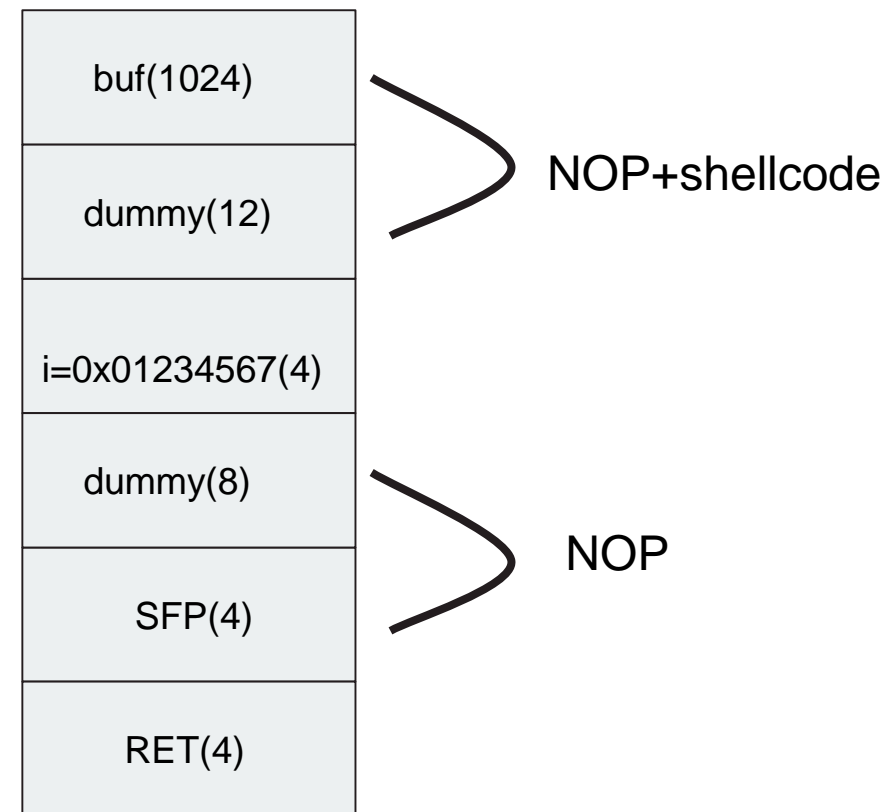 buf(1024)
dummy(12)
NOP+shellcode
i=0x01234567(4)
dummy(8)
SFP(4)
NOP
RET(4)